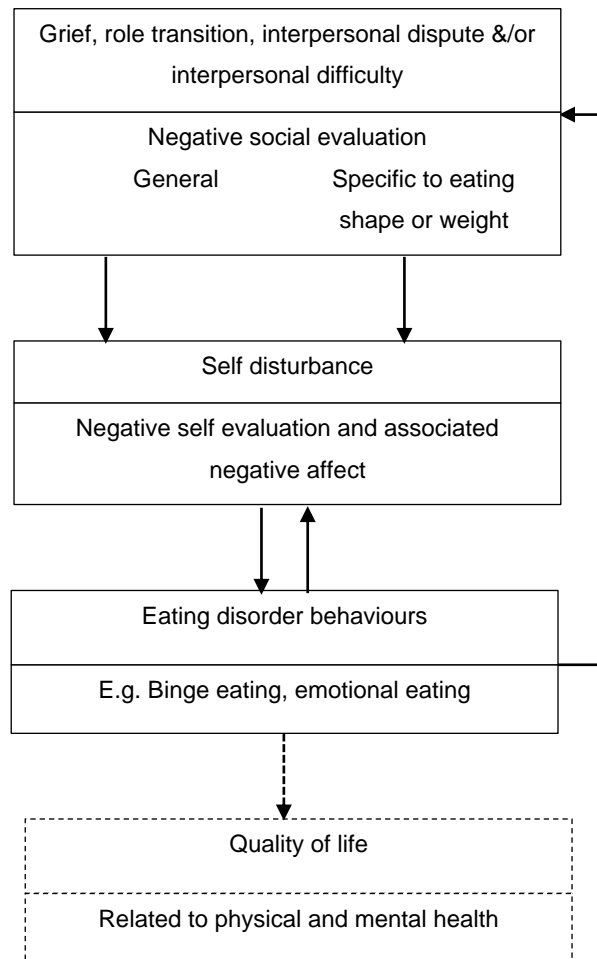 Grief, role transition, interpersonal dispute &/or
interpersonal difficulty
Negative social evaluation
General
Specific to eating
shape or weight
Self disturbance
Negative self evaluation and associated
negative affect
Eating disorder behaviours
E.g. Binge eating, emotional eating
Quality of life
Related to physical and mental health